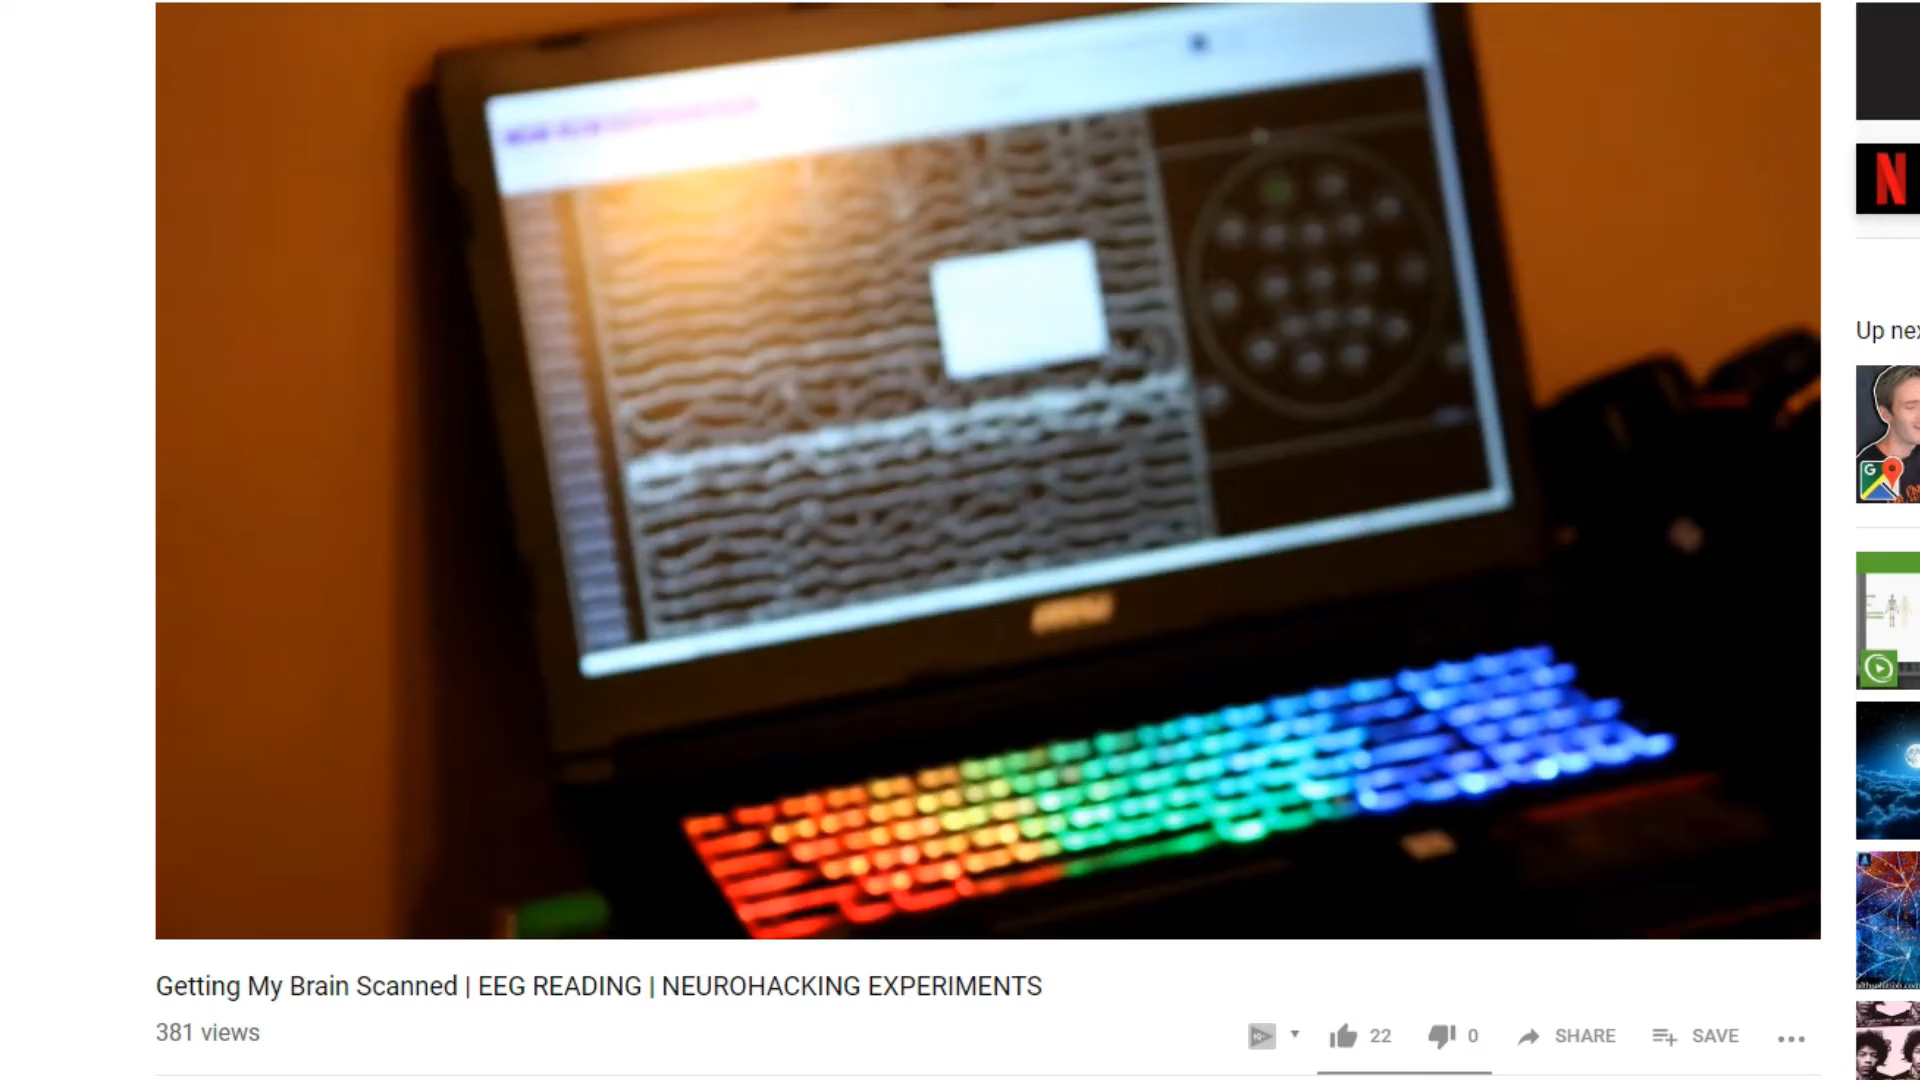 N
Up nex
G
Getting My Brain Scanned | EEG READING | NEUROHACKING EXPERIMENTS
381 views
22
0
SHARE
SAVE